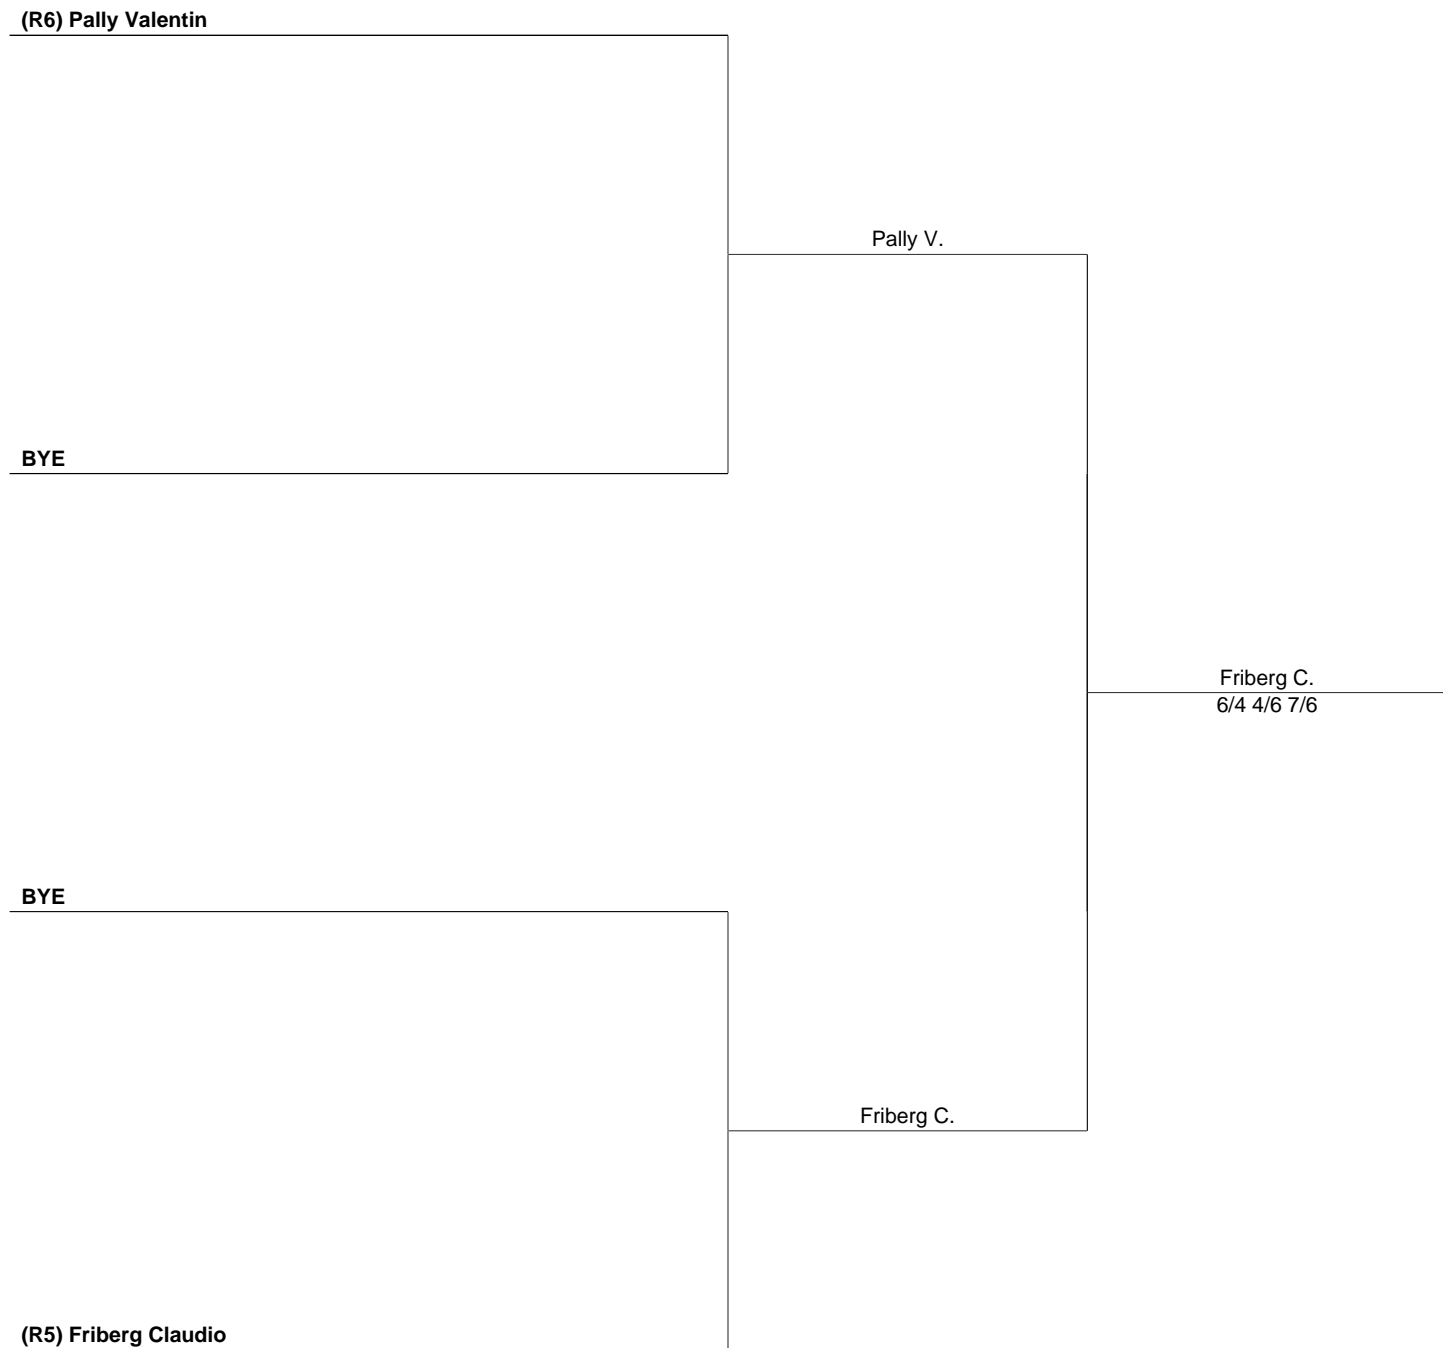 (R6) Pally Valentin
Pally V.
BYE
Friberg C.
6/4 4/6 7/6
BYE
Friberg C.
(R5) Friberg Claudio